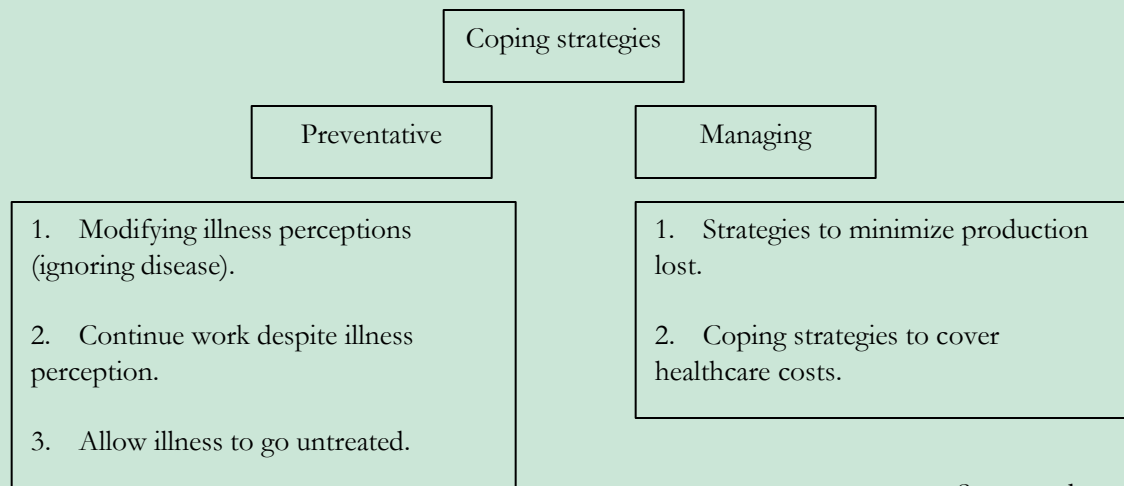 Coping strategies
Preventative
Managing
1. Modifying illness perceptions
(ignoring disease).
2. Continue work despite illness
perception.
3. Allow illness to go untreated.
1. Strategies to minimize production
lost.
2. Coping strategies to cover
healthcare costs.